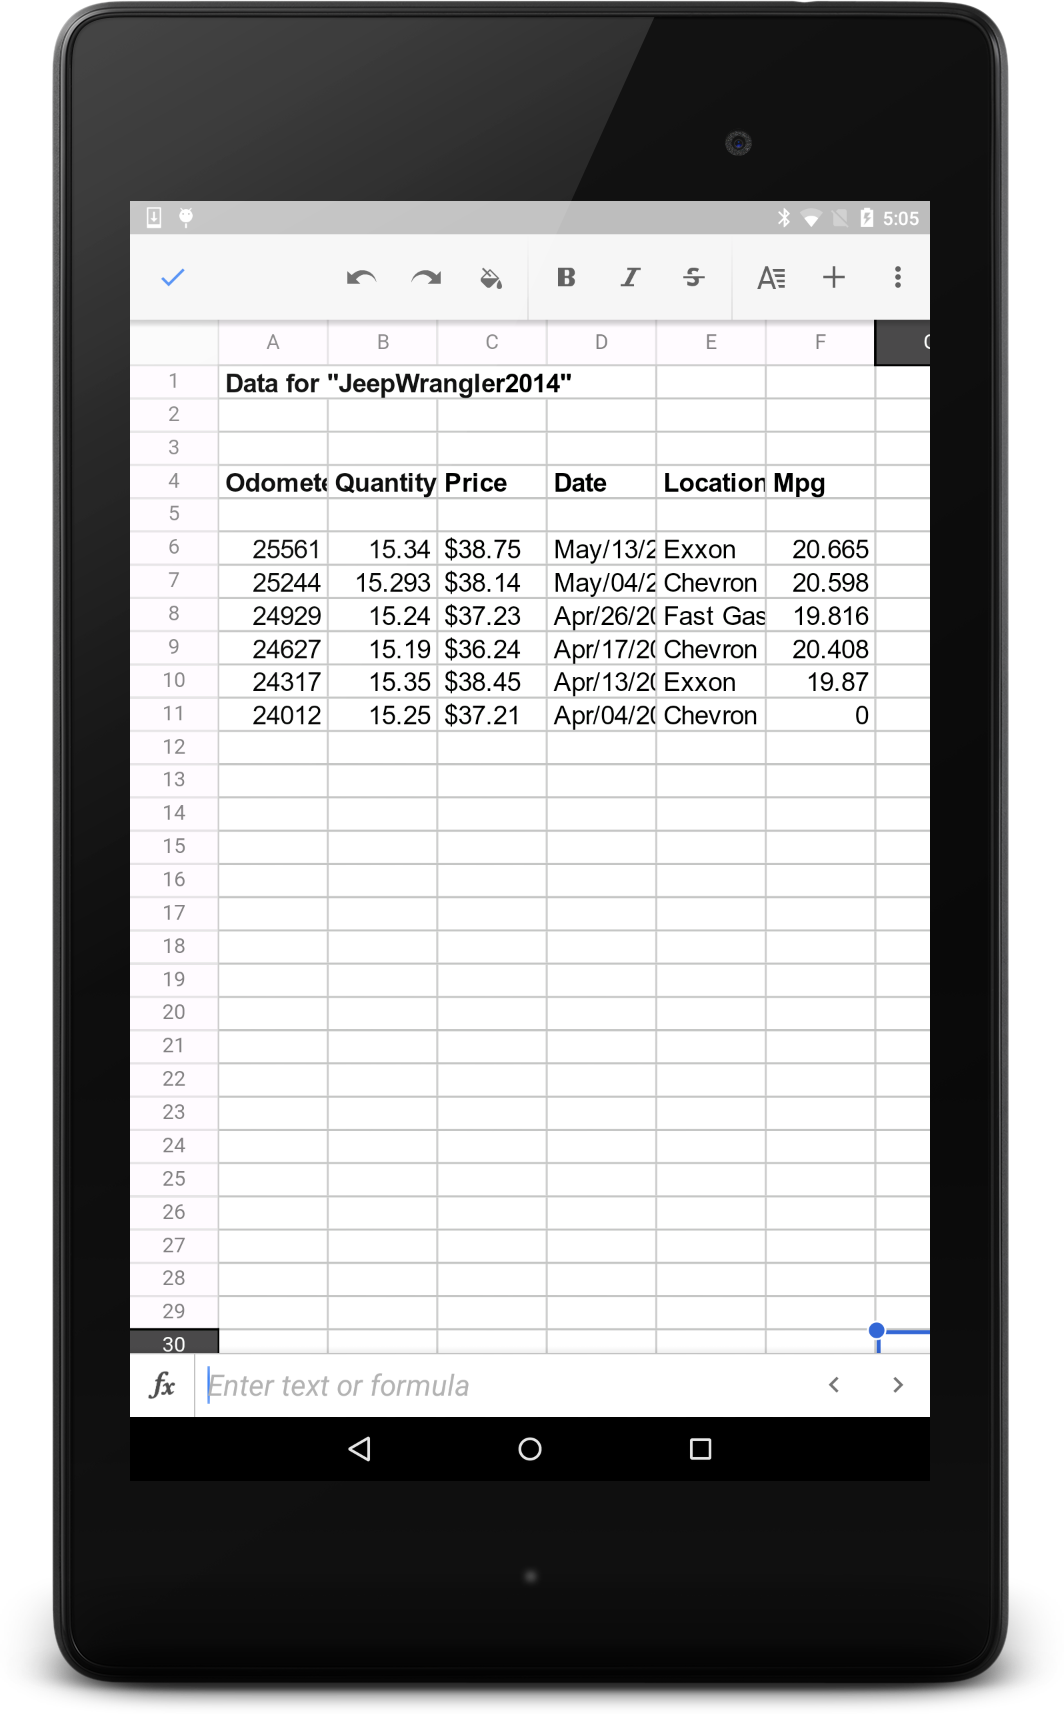 5:05
B I S A
A B C D E F
1 Data for "JeepWrangler2014"
2
3
4 Odomete Quantity Price Date Location Mpg
5
6 25561 15.34 $38.75 May/13/2 Exxon 20.665
7 25244 15.293 $38.14 May/04/2 Chevron 20.598
8 24929 15.24 $37.23 Apr/26/20 Fast Gas 19.816
9 24627 15.19 $36.24 Apr/17/20 Chevron 20.408
10 24317 15.35 $38.45 Apr/13/20 Exxon 19.87
11 24012 15.25 $37.21 Apr/04/20 Chevron 0
12
13
14
15
16
17
18
19
20
21
22
23
24
25
26
27
28
29
30
fx Enter text or formula